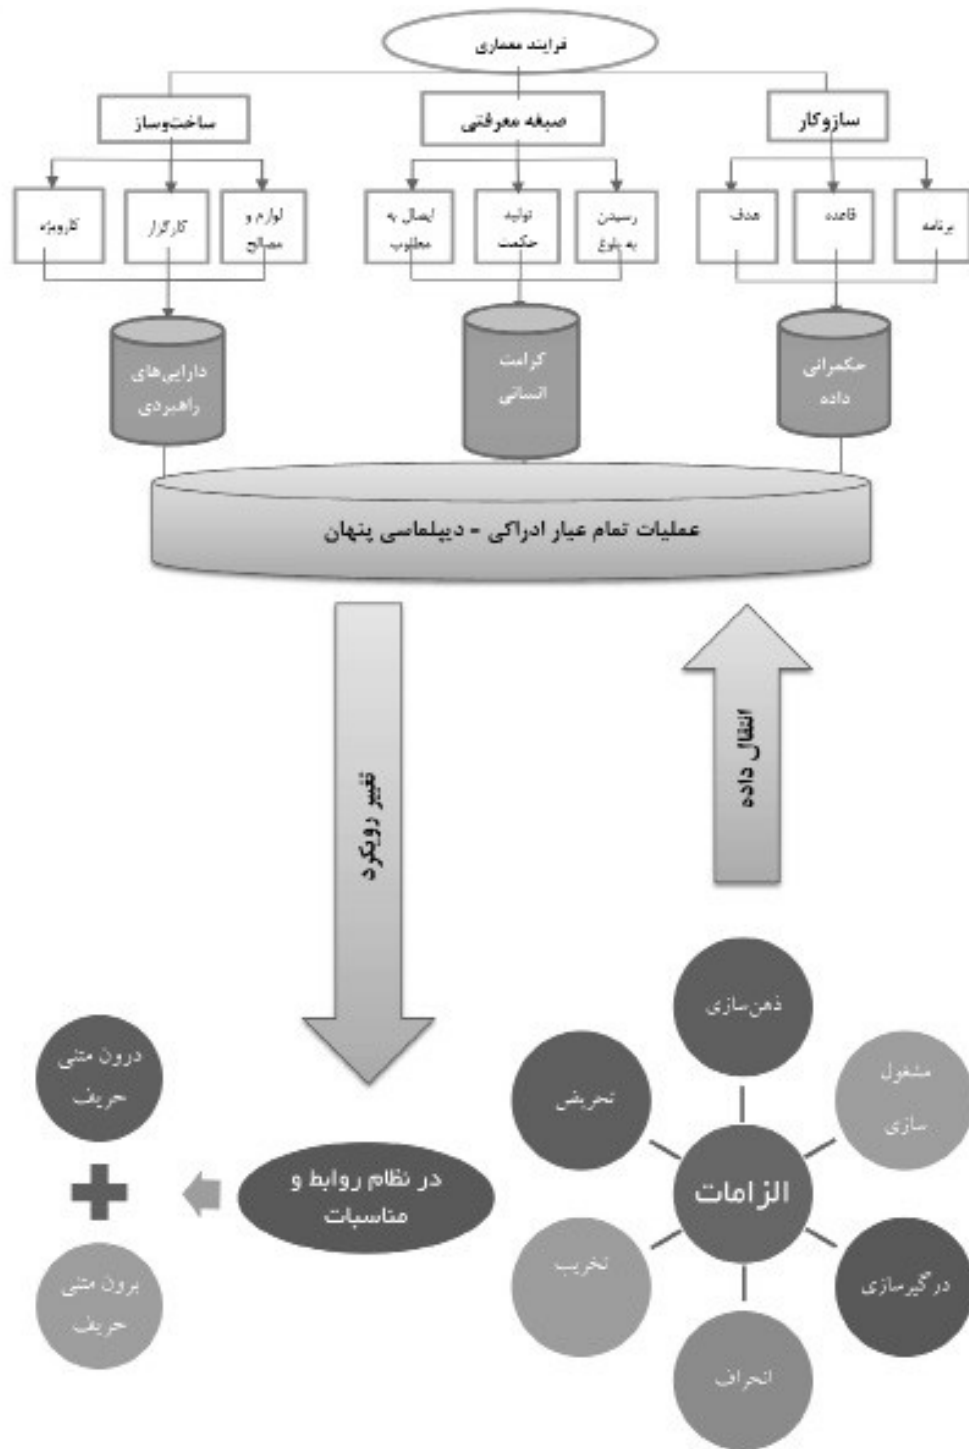 فرایند معماری
سازوکار
صبغه معرفتی
ساخت‌وساز
برنامه
قاعده
هدف
رسیدن
به بلوغ
تولید
حکمت
ایصال به
مطلوب
لوازم و
مصالح
کارگزار
کارویژه
حکمرانی
داده
کرامت
انسانی
دارایی‌های
راهبردی
عملیات تمام عیار ادراکی - دیپلماسی پنهان
انتقال داده
تغییر رویکرد
ذهن‌سازی
مشغول
سازی
درگیرسازی
انحراف
تخریب
تحریض
الزامات
در نظام روابط و
مناسبات
درون متنی
حریف
برون متنی
حریف